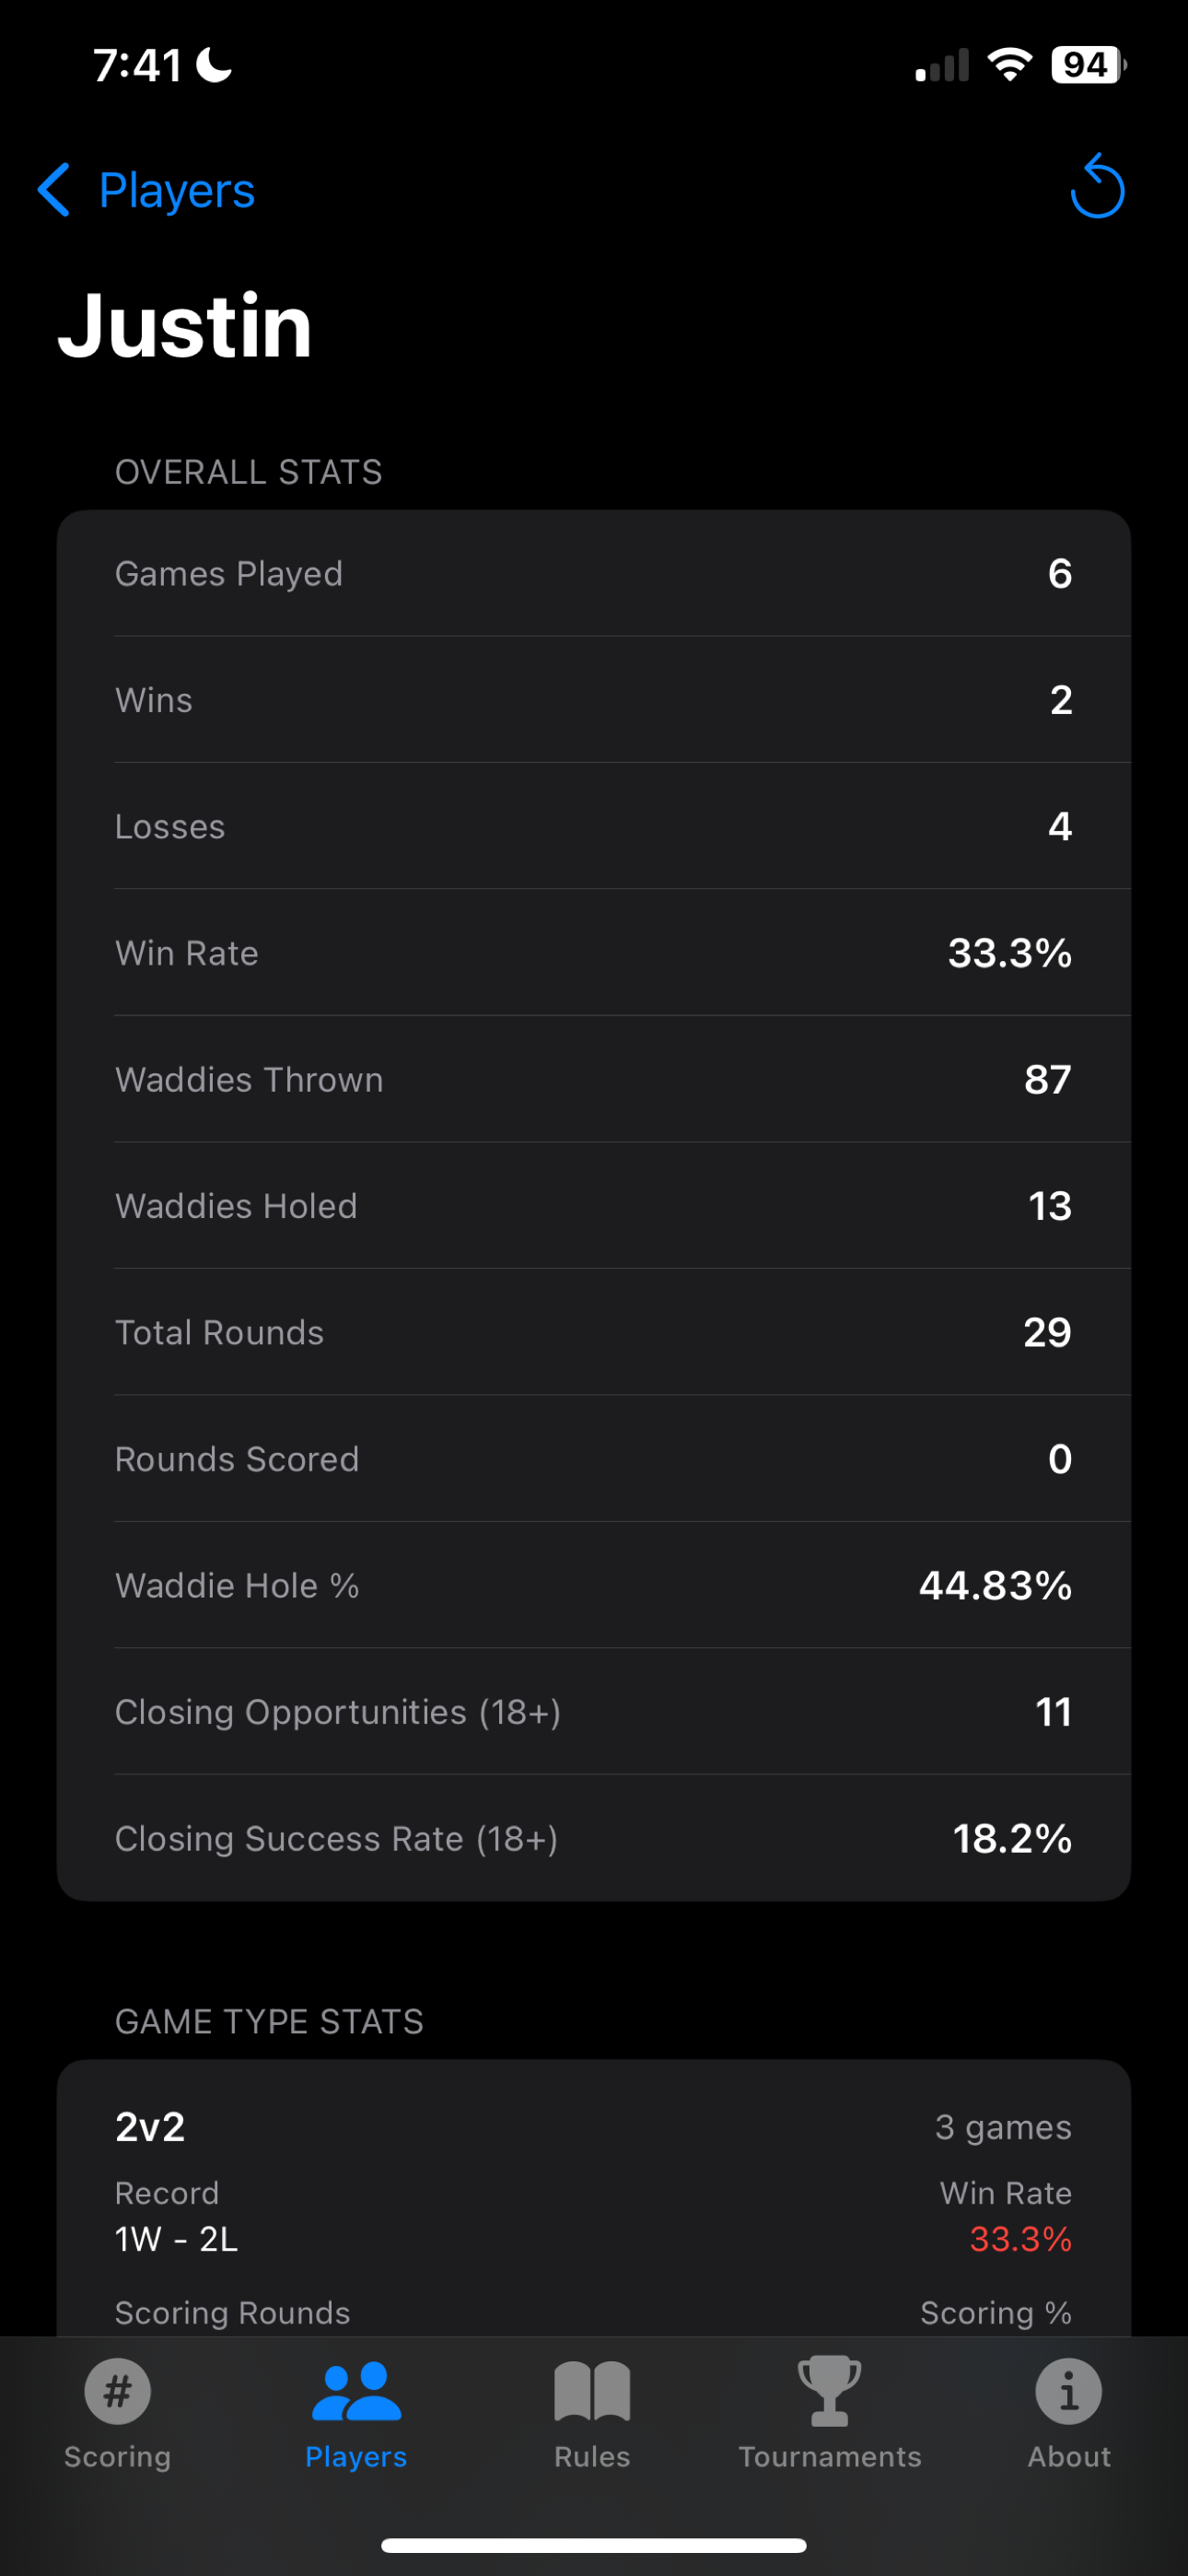 7:41
94
Players
Justin
OVERALL STATS
Games Played 6
Wins 2
Losses 4
Win Rate 33.3%
Waddies Thrown 87
Waddies Holed 13
Total Rounds 29
Rounds Scored 0
Waddie Hole % 44.83%
Closing Opportunities (18+) 11
Closing Success Rate (18+) 18.2%
GAME TYPE STATS
2v2 3 games
Record Win Rate
1W - 2L 33.3%
Scoring Rounds Scoring %
Scoring Players Rules Tournaments About